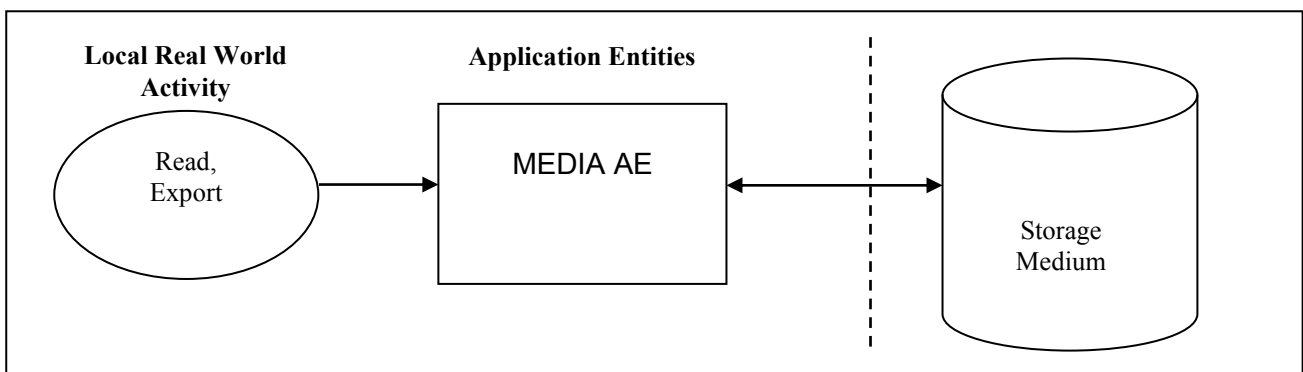 Local Real World
Activity
Application Entities
Read,
Export
MEDIA AE
Storage
Medium